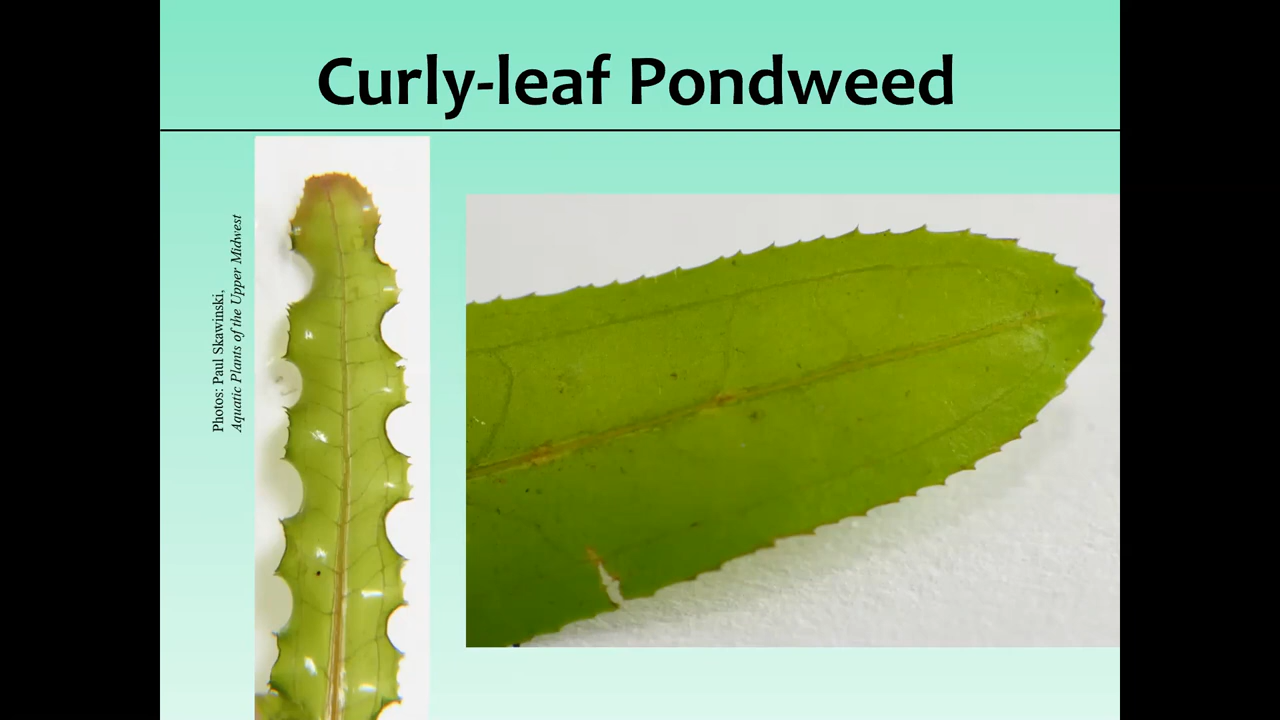 Curly-leaf Pondweed
Photos: Paul Skawinski,
Aquatic Plants of the Upper Midwest